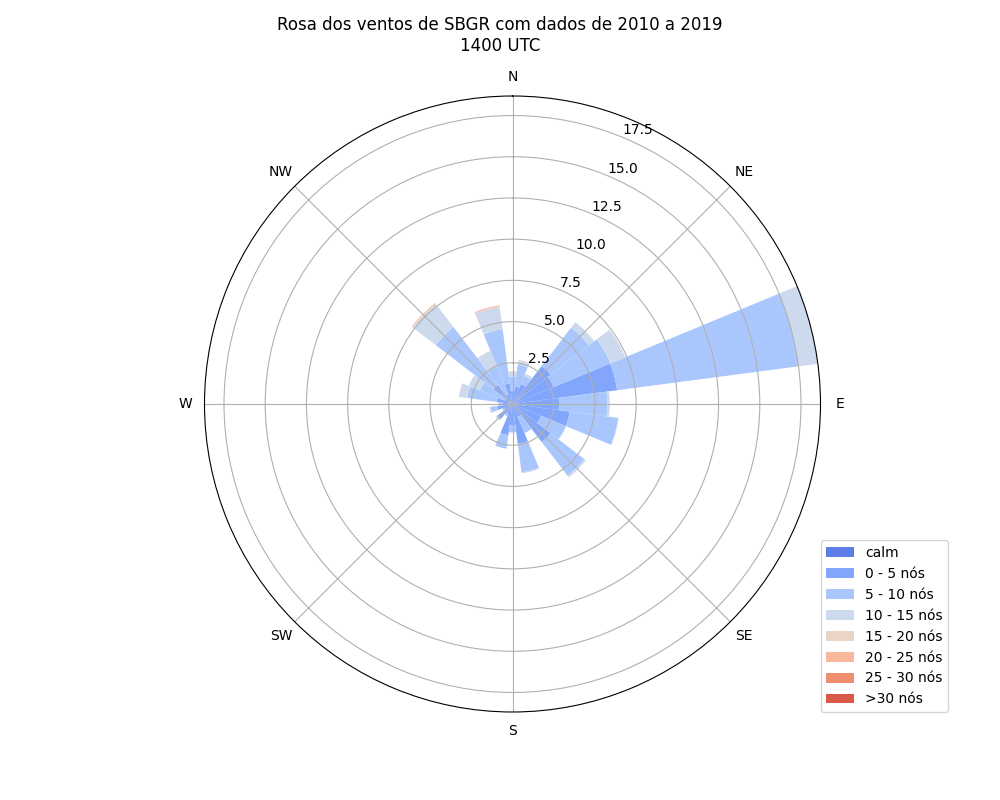 Rosa dos ventos de SBGR com dados de 2010 a 2019
1400 UTC
N
NW
NE
17.5
15.0
12.5
10.0
7.5
5.0
2.5
W
E
SW
SE
S
calm
0 - 5 nós
5 - 10 nós
10 - 15 nós
15 - 20 nós
20 - 25 nós
25 - 30 nós
>30 nós